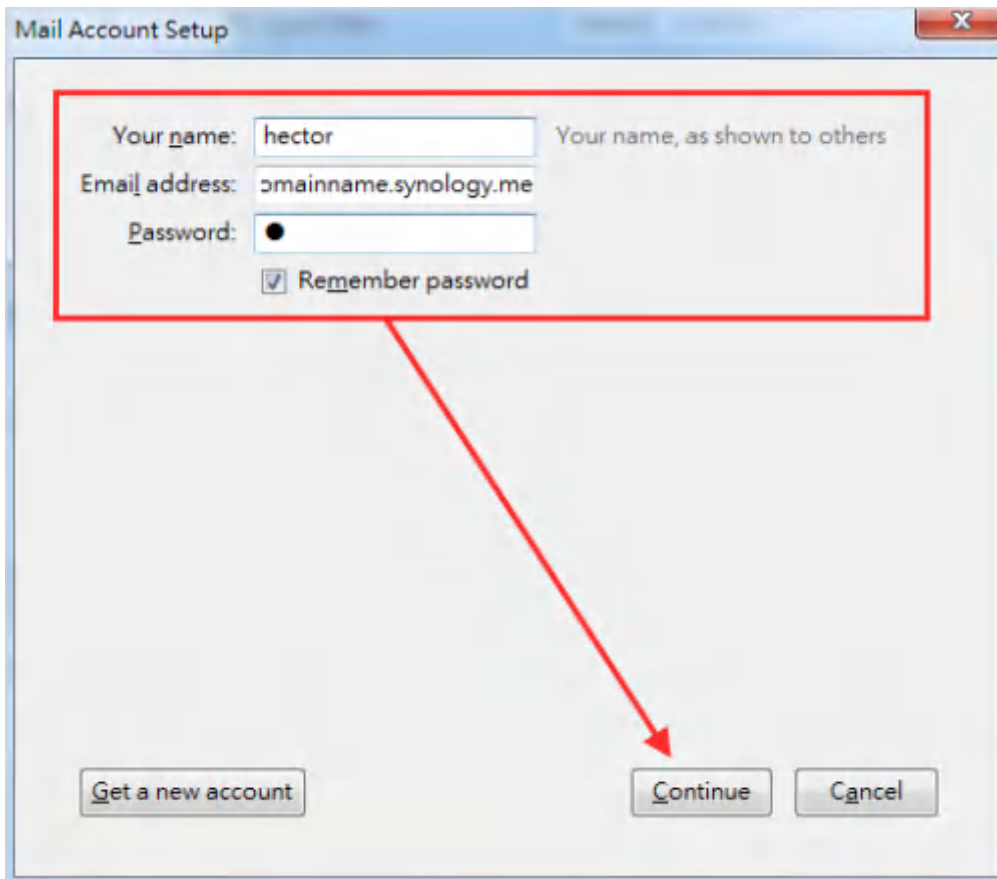 Mail Account Setup
Your name: hector Your name, as shown to others
Email address: omainname.synology.me
Password: ●
Remember password
Get a new account Continue Cancel